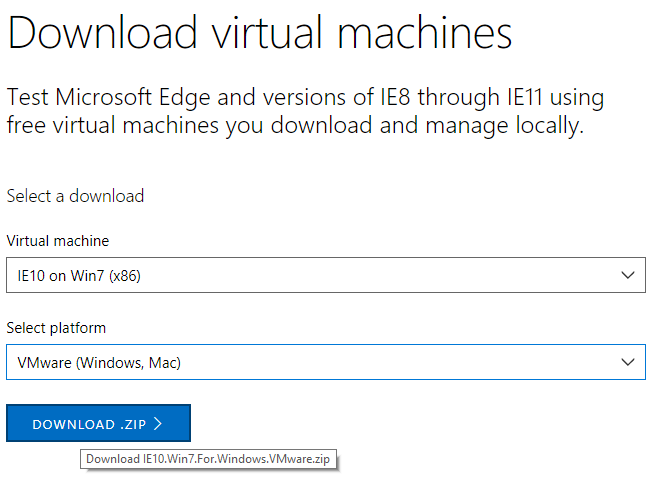 Download virtual machines
Test Microsoft Edge and versions of IE8 through IE11 using
free virtual machines you download and manage locally.
Select a download
Virtual machine
IE10 on Win7 (x86)
Select platform
VMware (Windows, Mac)
DOWNLOAD .ZIP
Download IE10.Win7.For.Windows.VMware.zip